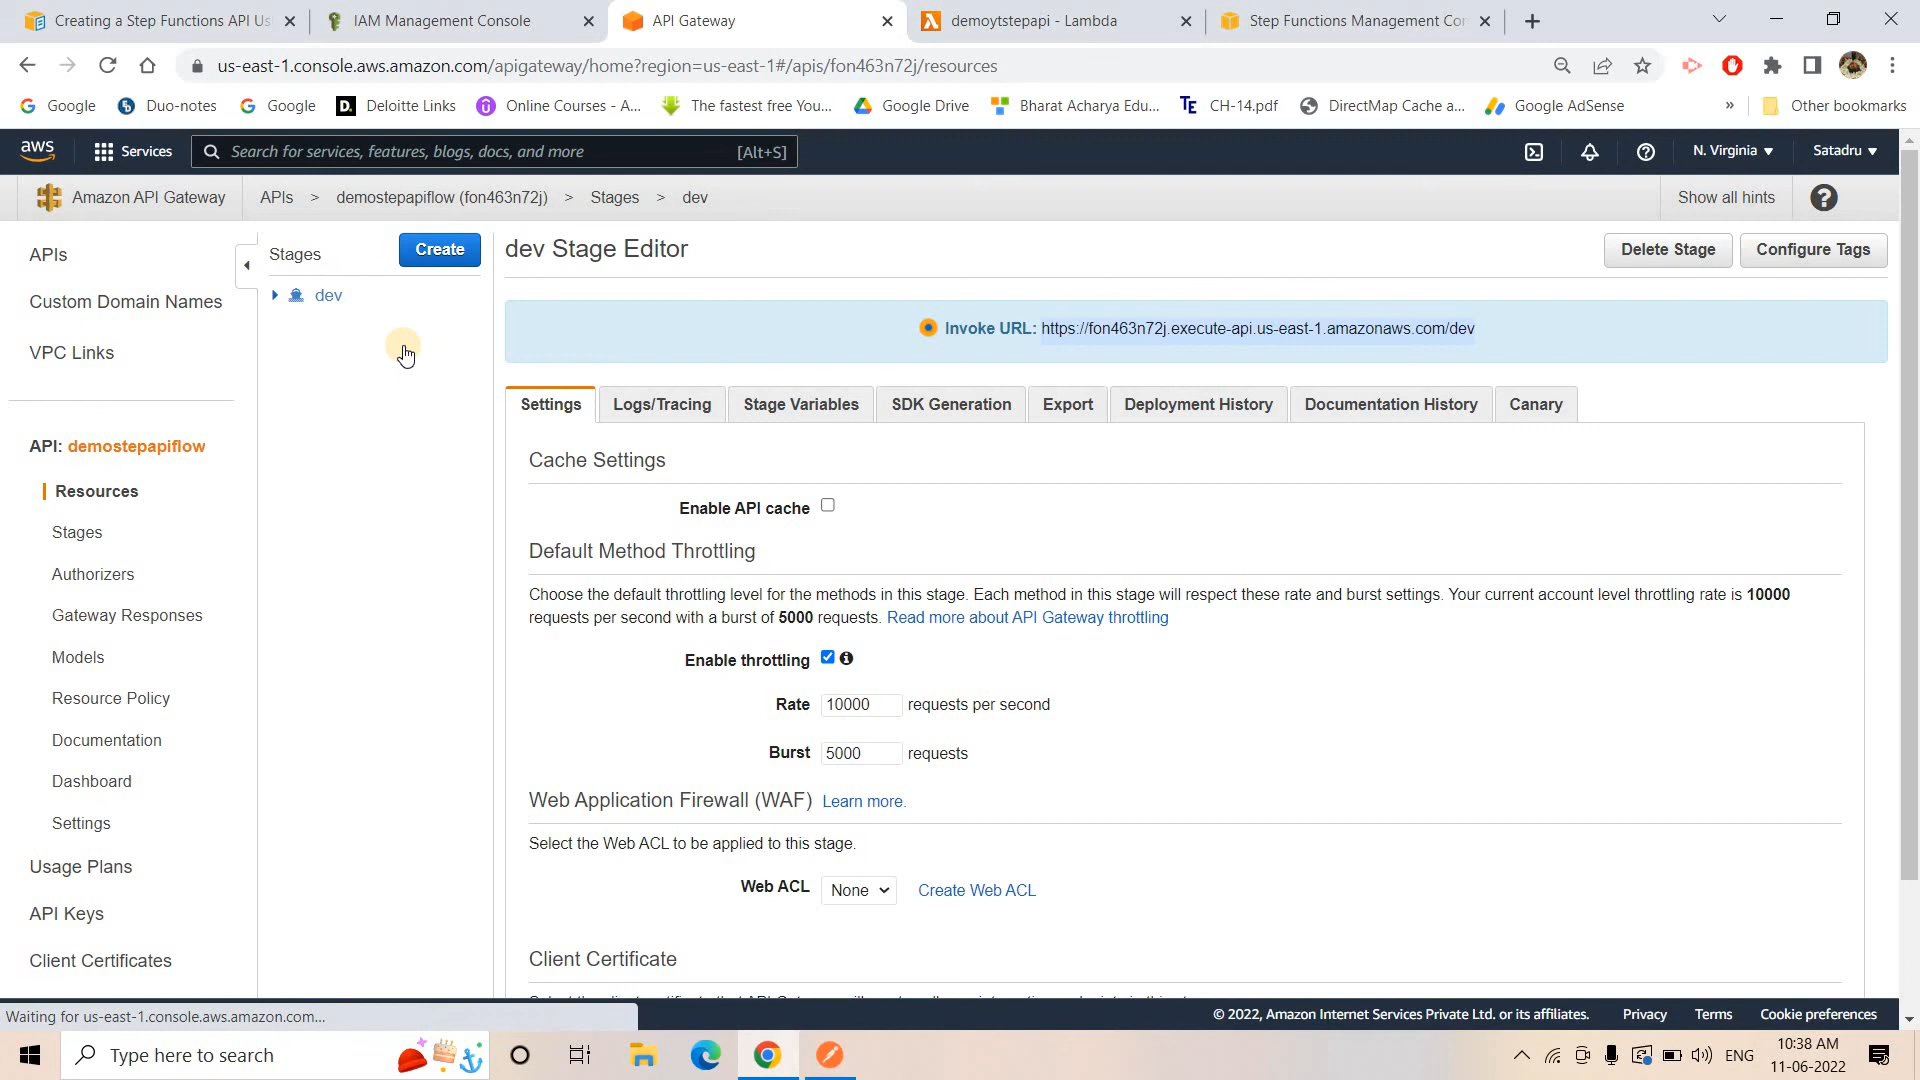 Creating a Step Functions API Us
IAM Management Console
API Gateway
demoytstepapi - Lambda
Step Functions Management Con
us-east-1.console.aws.amazon.com/apigateway/home?region=us-east-1#/apis/fon463n72j/resources
Google
Duo-notes
Google
Deloitte Links
Online Courses - A...
The fastest free You...
Google Drive
Bharat Acharya Edu...
CH-14.pdf
DirectMap Cache a...
Google AdSense
»
Other bookmarks
aws
Services
Search for services, features, blogs, docs, and more
[Alt+S]
N. Virginia
Satadru
Amazon API Gateway
APIs > demostepapiflow (fon463n72j) > Stages > dev
Show all hints
APIs
Custom Domain Names
VPC Links
API: demostepapiflow
Resources
Stages
Authorizers
Gateway Responses
Models
Resource Policy
Documentation
Dashboard
Settings
Usage Plans
API Keys
Client Certificates
Stages
Create
dev
dev Stage Editor
Delete Stage
Configure Tags
Invoke URL: https://fon463n72j.execute-api.us-east-1.amazonaws.com/dev
Settings
Logs/Tracing
Stage Variables
SDK Generation
Export
Deployment History
Documentation History
Canary
Cache Settings
Enable API cache
Default Method Throttling
Choose the default throttling level for the methods in this stage. Each method in this stage will respect these rate and burst settings. Your current account level throttling rate is 10000
requests per second with a burst of 5000 requests. Read more about API Gateway throttling
Enable throttling
Rate 10000 requests per second
Burst 5000 requests
Web Application Firewall (WAF) Learn more.
Select the Web ACL to be applied to this stage.
Web ACL None Create Web ACL
Client Certificate
Waiting for us-east-1.console.aws.amazon.com...
© 2022, Amazon Internet Services Private Ltd. or its affiliates.
Privacy
Terms
Cookie preferences
Type here to search
ENG
10:38 AM
11-06-2022